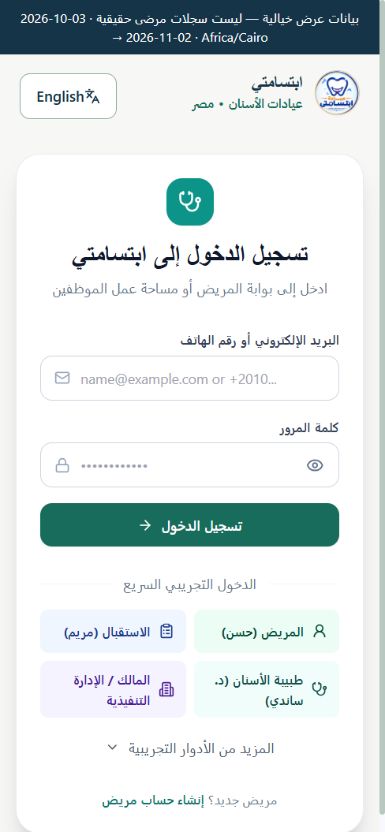 بيانات عرض خيالية — ليست سجلات مرضى حقيقية · 2026-10-03
→ 2026-11-02 · Africa/Cairo
ابتسامتي
عيادات الأسنان • مصر
English
ابتسامتي
تسجيل الدخول إلى ابتسامتي
ادخل إلى بوابة المريض أو مساحة عمل الموظفين
البريد الإلكتروني أو رقم الهاتف
name@example.com or +2010...
كلمة المرور
••••••••••••
تسجيل الدخول →
الدخول التجريبي السريع
المريض (حسن)
الاستقبال (مريم)
طبيبة الأسنان (د. ساندي)
المالك / الإدارة التنفيذية
المزيد من الأدوار التجريبية
مريض جديد؟ إنشاء حساب مريض